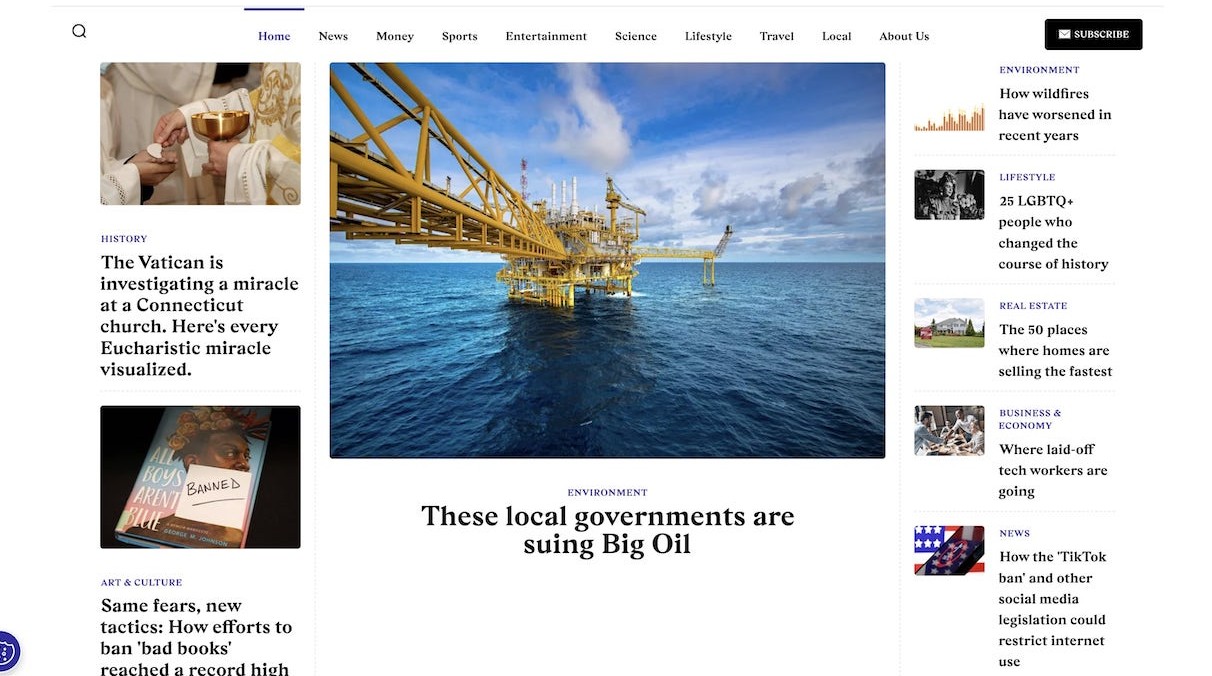 Home News Money Sports Entertainment Science Lifestyle Travel Local About Us SUBSCRIBE
HISTORY
The Vatican is
investigating a miracle
at a Connecticut
church. Here's every
Eucharistic miracle
visualized.
ALL
BOYS
AREN'T
BLUE
BANNED
GEORGE M. JOHNSON
ART & CULTURE
Same fears, new
tactics: How efforts to
ban 'bad books'
reached a record high
ENVIRONMENT
These local governments are
suing Big Oil
ENVIRONMENT
How wildfires
have worsened in
recent years
LIFESTYLE
25 LGBTQ+
people who
changed the
course of history
REAL ESTATE
The 50 places
where homes are
selling the fastest
BUSINESS &
ECONOMY
Where laid-off
tech workers are
going
NEWS
How the 'TikTok
ban' and other
social media
legislation could
restrict internet
use